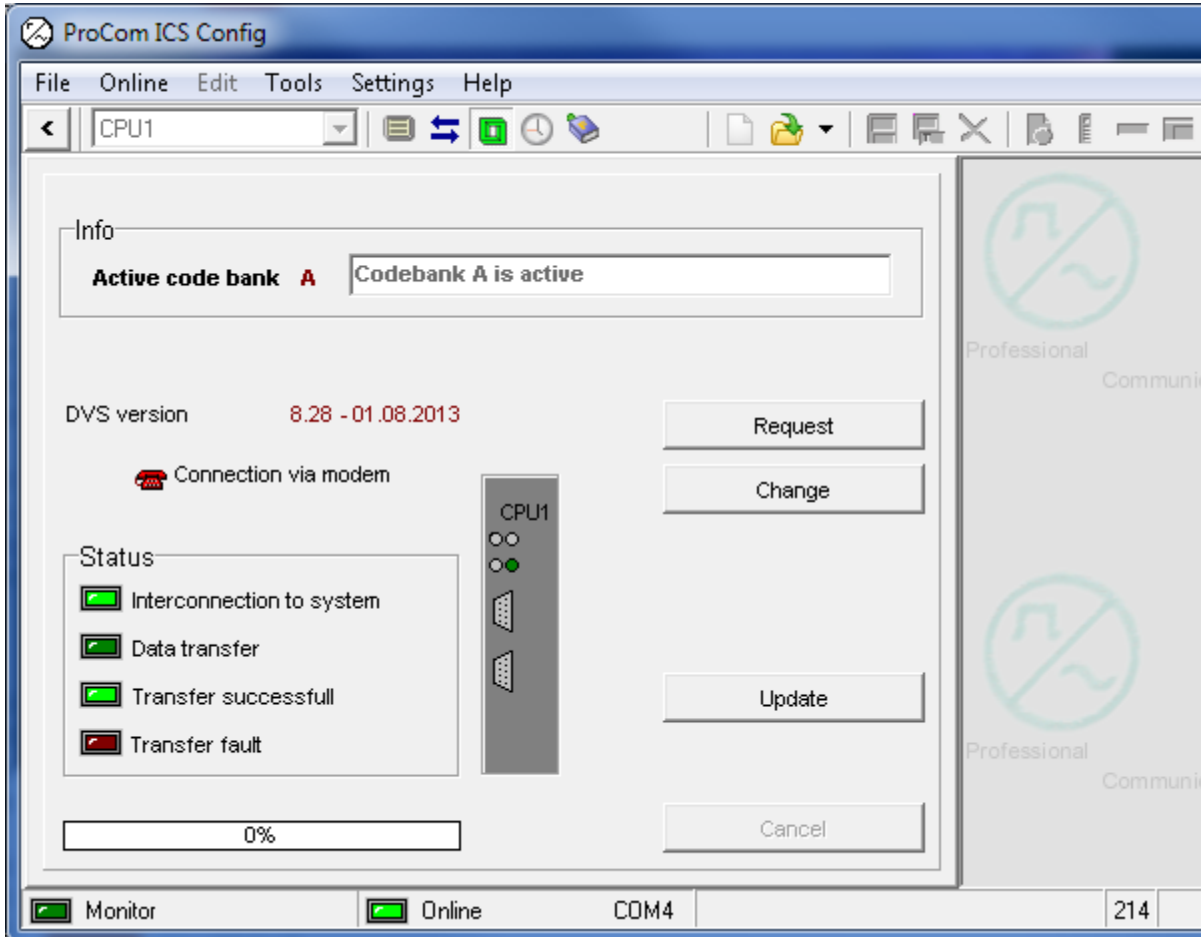 ProCom ICS Config
File Online Edit Tools Settings Help
CPU1
Info
Active code bank A Codebank A is active
DVS version 8.28 - 01.08.2013
Request
Connection via modem
Change
CPU1
Status
Interconnection to system
Data transfer
Transfer successfull
Update
Transfer fault
0%
Cancel
Professional
Communi
Professional
Communi
Monitor Online COM4 214